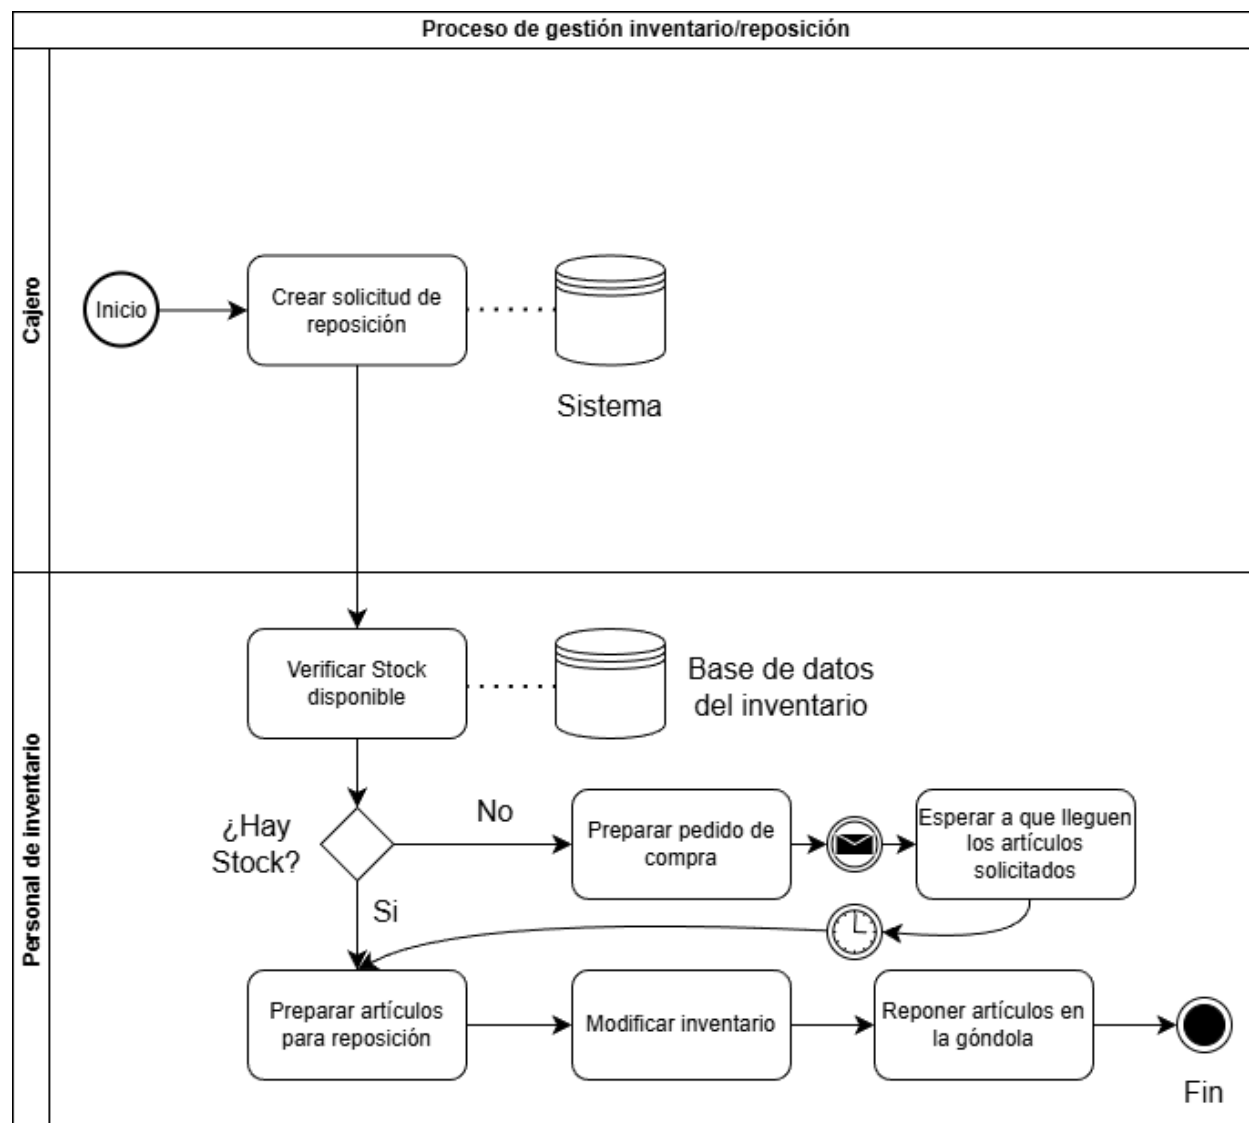 Proceso de gestión inventario/reposición
Cajero
Inicio
Crear solicitud de
reposición
Sistema
Personal de inventario
Verificar Stock
disponible
Base de datos
del inventario
¿Hay
Stock?
No
Preparar pedido de
compra
Esperar a que lleguen
los artículos
solicitados
Si
Preparar artículos
para reposición
Modificar inventario
Reponer artículos en
la góndola
Fin